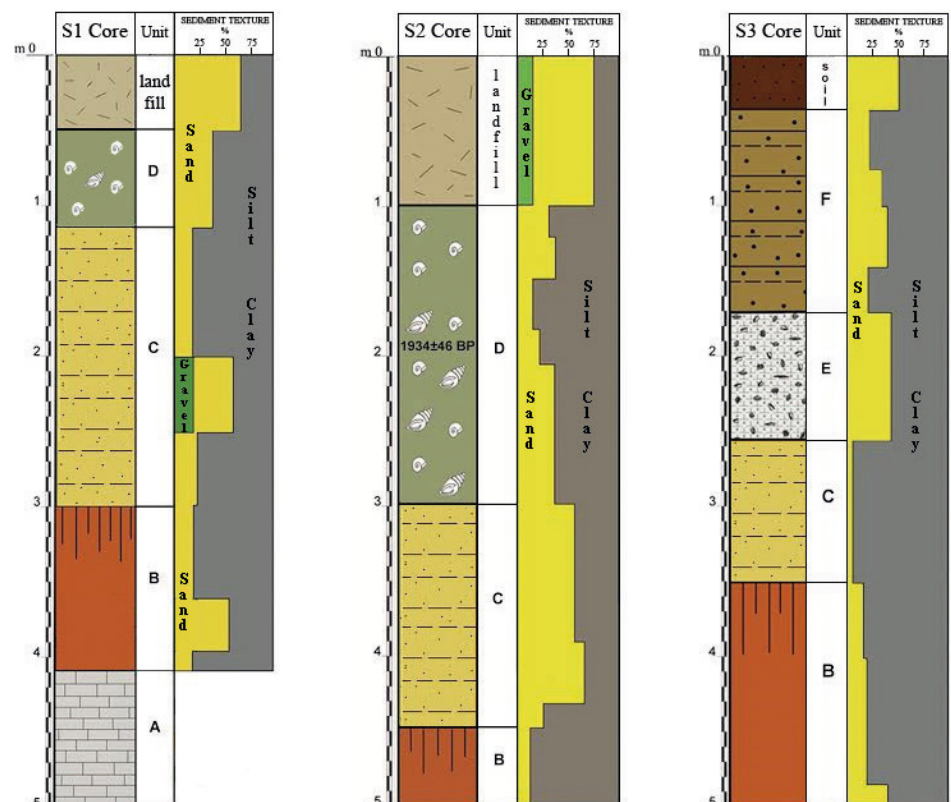 S1 Core Unit SEDIMENT TEXTURE
%
25 50 75
m 0
land
fill
D
Sand
Silt
1
Clay
C
2
Gravel
3
B
Sand
4
A
5
S2 Core Unit SEDIMENT TEXTURE
%
25 50 75
m 0
landfill
Gravel
1
Silt
1934±46 BP
D
2
Sand
Clay
3
C
4
B
5
S3 Core Unit SEDIMENT TEXTURE
%
25 50 75
m 0
soil
F
1
Sand
Silt
2
E
Clay
C
3
B
4
5